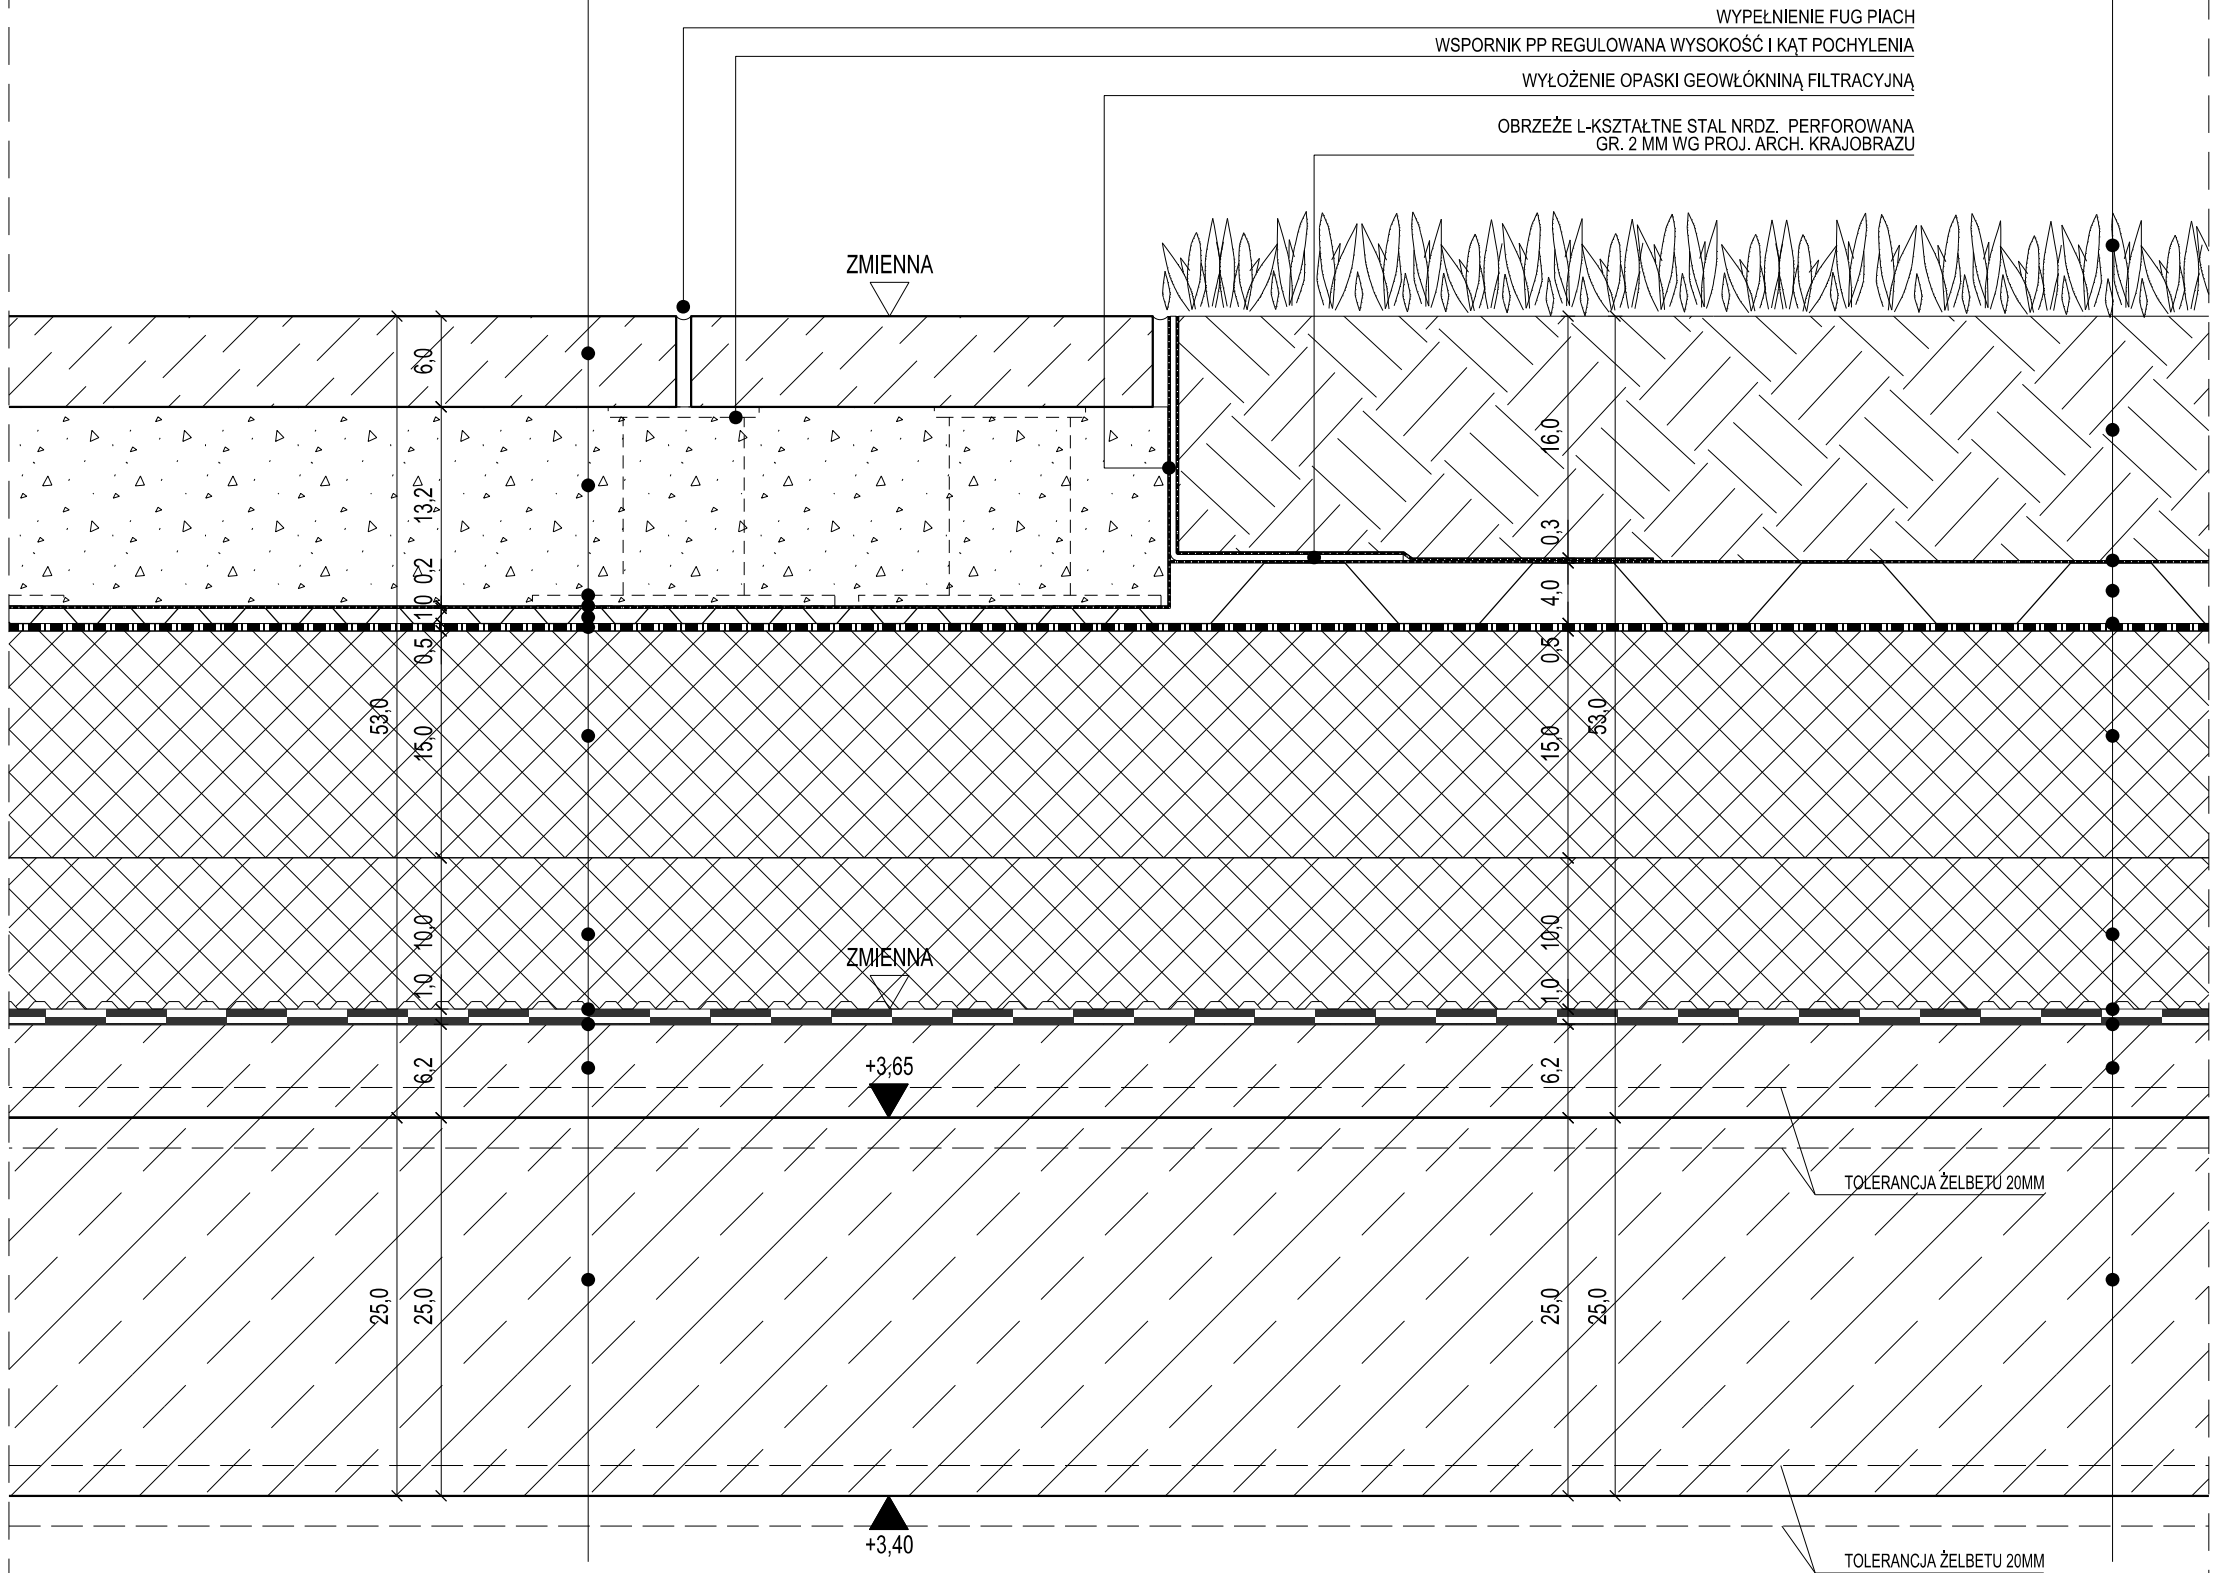 WYPEŁNIENIE FUG PIACH
WSPORNIK PP REGULOWANA WYSOKOŚĆ I KĄT POCHYLENIA
WYŁOŻENIE OPASKI GEOWŁÓKNINĄ FILTRACYJNĄ
OBRZEŻE L-KSZTAŁTNE STAL NRDZ. PERFOROWANA
GR. 2 MM WG PROJ. ARCH. KRAJOBRAZU
ZMIENNA
6,0
13,2
0,2
1,0
0,5
53,0
15,0
10,0
1,0
6,2
25,0
25,0
16,0
0,3
4,0
0,5
15,0
53,0
10,0
1,0
6,2
25,0
25,0
ZMIENNA
+3,65
TOLERANCJA ŻELBETU 20MM
+3,40
TOLERANCJA ŻELBETU 20MM